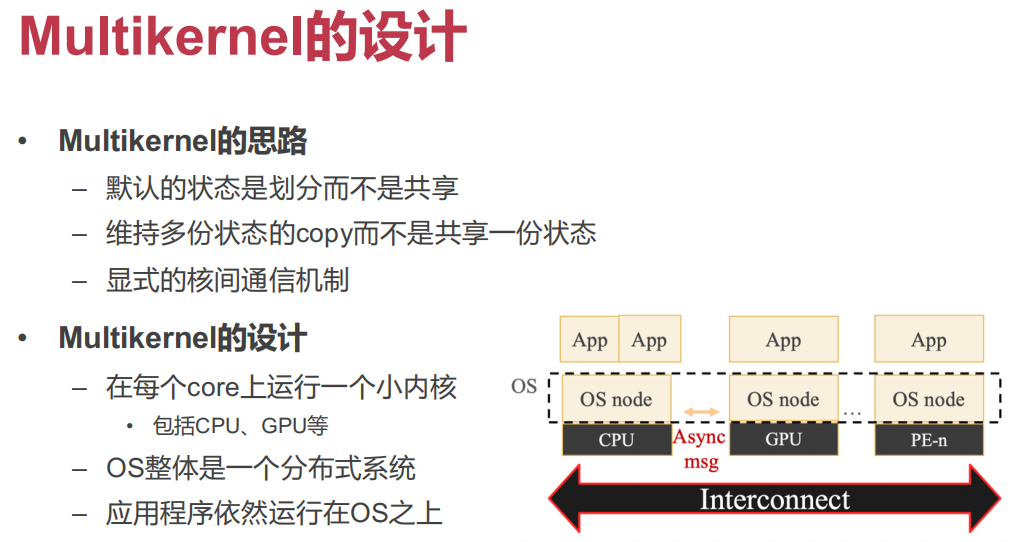 Multikernel的设计
• Multikernel的思路
– 默认的状态是划分而不是共享
– 维持多份状态的copy而不是共享一份状态
– 显式的核间通信机制
• Multikernel的设计
– 在每个core上运行一个小内核
• 包括CPU、GPU等
– OS整体是一个分布式系统
– 应用程序依然运行在OS之上
App App App App
OS OS node OS node ... OS node
CPU Async GPU PE-n
msg
Interconnect